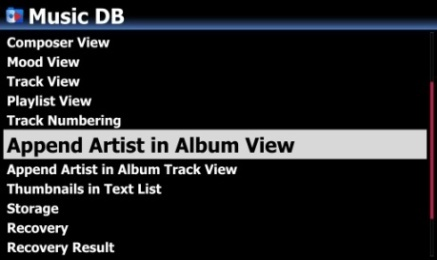 Music DB
Composer View
Mood View
Track View
Playlist View
Track Numbering
Append Artist in Album View
Append Artist in Album Track View
Thumbnails in Text List
Storage
Recovery
Recovery Result